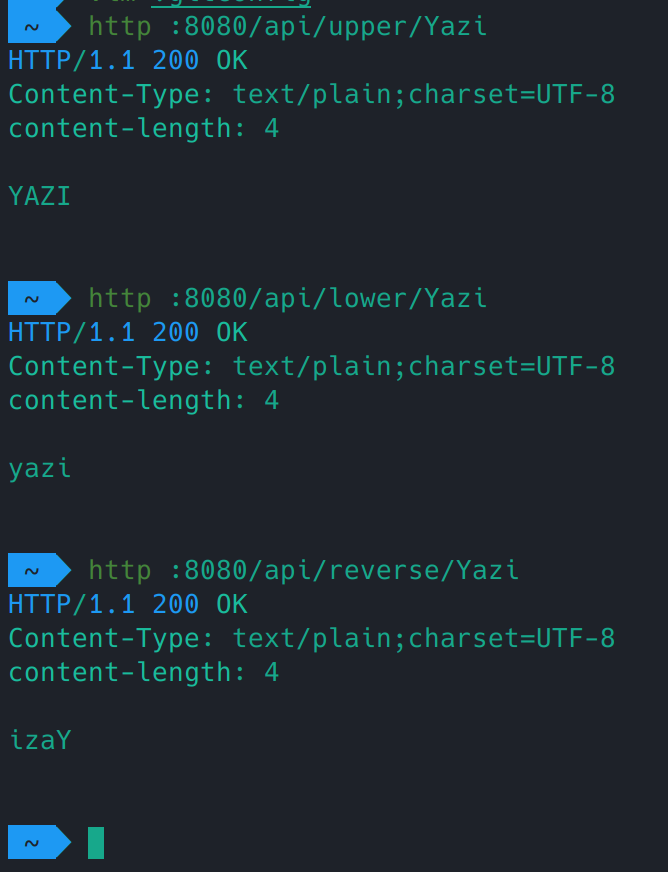 ~ http :8080/api/upper/Yazi
HTTP/1.1 200 OK
Content-Type: text/plain;charset=UTF-8
content-length: 4
YAZI
~ http :8080/api/lower/Yazi
HTTP/1.1 200 OK
Content-Type: text/plain;charset=UTF-8
content-length: 4
yazi
~ http :8080/api/reverse/Yazi
HTTP/1.1 200 OK
Content-Type: text/plain;charset=UTF-8
content-length: 4
izaY
~